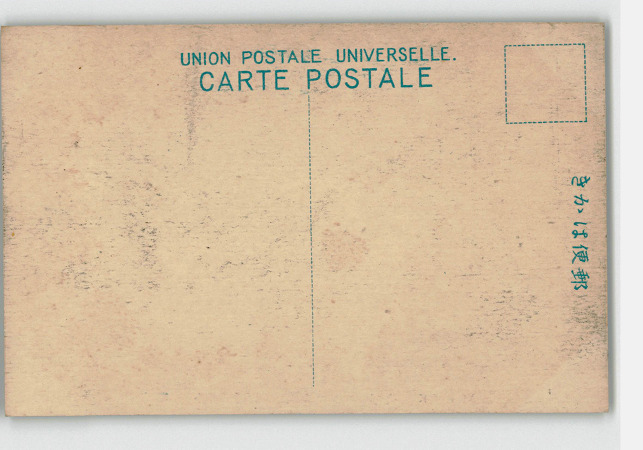 UNION POSTALE UNIVERSELLE.
CARTE POSTALE
きかは便郵